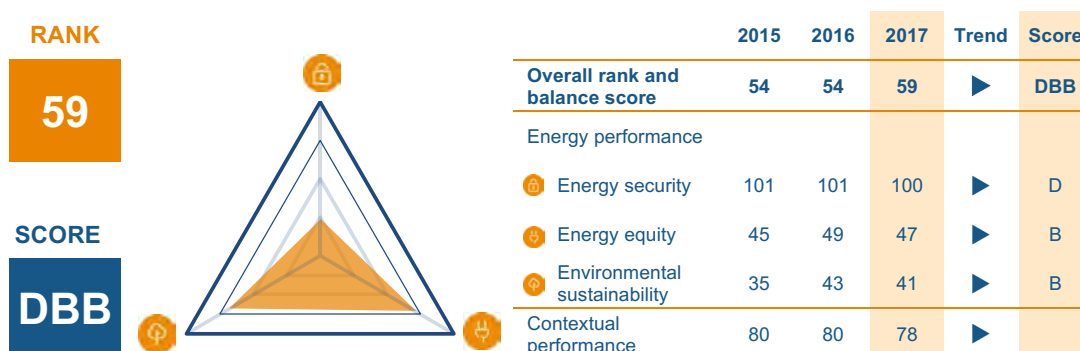 RANK
59
SCORE
DBB
2015 2016 2017 Trend Score
Overall rank and
balance score 54 54 59 DBB
Energy performance
Energy security 101 101 100 D
Energy equity 45 49 47 B
Environmental
sustainability 35 43 41 B
Contextual
performance 80 80 78